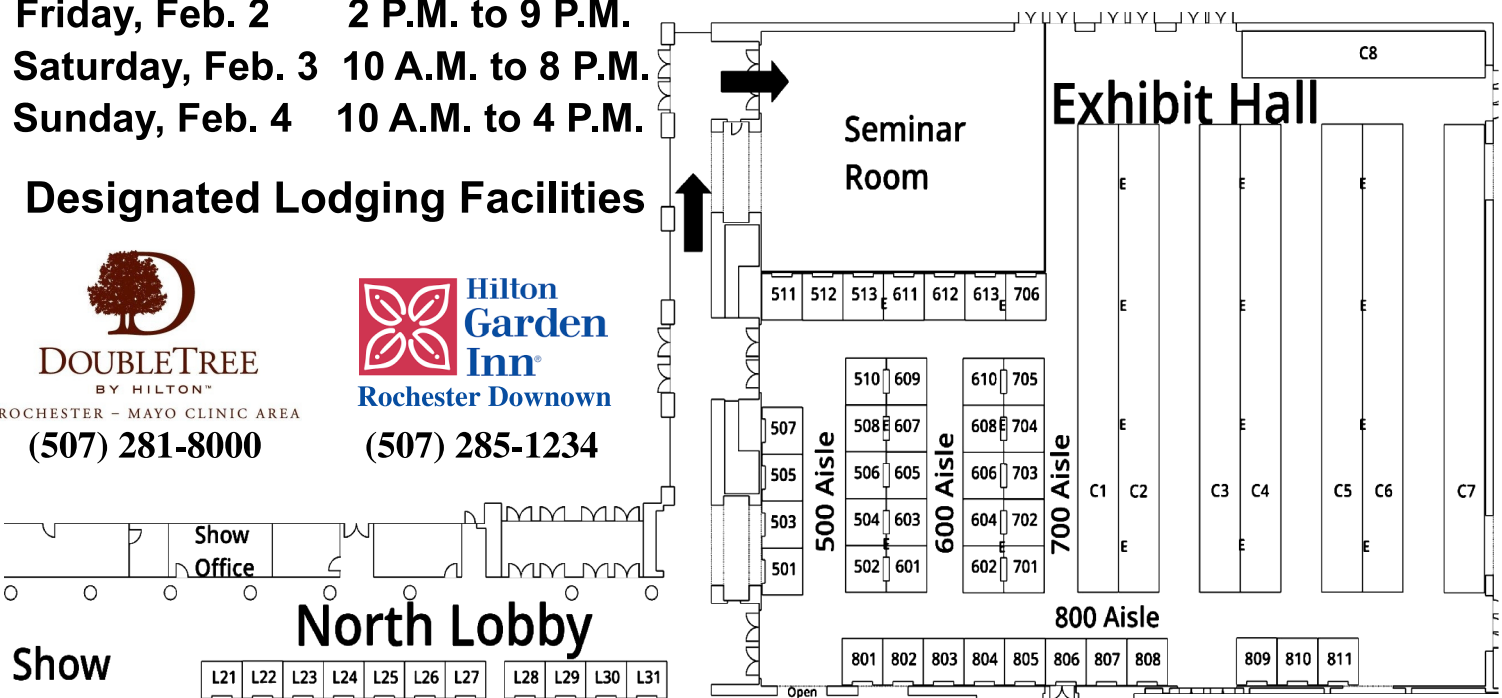 Friday, Feb. 2 2 P.M. to 9 P.M.
Saturday, Feb. 3 10 A.M. to 8 P.M.
Sunday, Feb. 4 10 A.M. to 4 P.M.
Designated Lodging Facilities
D
DOUBLETREE
BY HILTON™
ROCHESTER – MAYO CLINIC AREA
(507) 281-8000
Hilton
Garden
Inn®
Rochester Downown
(507) 285-1234
Show
Office
North Lobby
Show
L21 L22 L23 L24 L25 L26 L27 L28 L29 L30 L31
Seminar
Room
Exhibit Hall
C8
511 512 513 E 611 612 613 E 706
510 609 610 705
507 508 E 607 608 E 704
505 506 605 606 703
503 504 603 604 702
E E
501 502 601 602 701
500 Aisle
600 Aisle
700 Aisle
E E E
E E E
E E E
C1 C2 C3 C4 C5 C6 C7
E E E
800 Aisle
801 802 803 804 805 806 807 808 809 810 811
Open